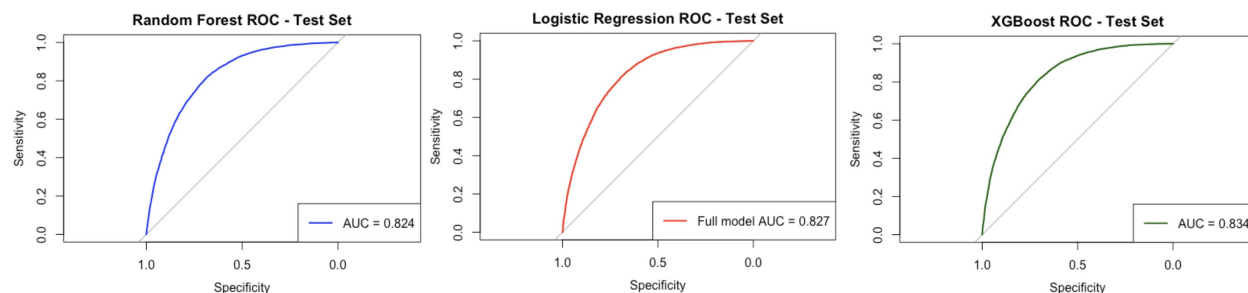 Random Forest ROC - Test Set
Sensitivity
1.0
0.8
0.6
0.4
0.2
0.0
AUC = 0.824
1.0 0.5 0.0
Specificity
Logistic Regression ROC - Test Set
Sensitivity
1.0
0.8
0.6
0.4
0.2
0.0
Full model AUC = 0.827
1.0 0.5 0.0
Specificity
XGBoost ROC - Test Set
Sensitivity
1.0
0.8
0.6
0.4
0.2
0.0
AUC = 0.834
1.0 0.5 0.0
Specificity